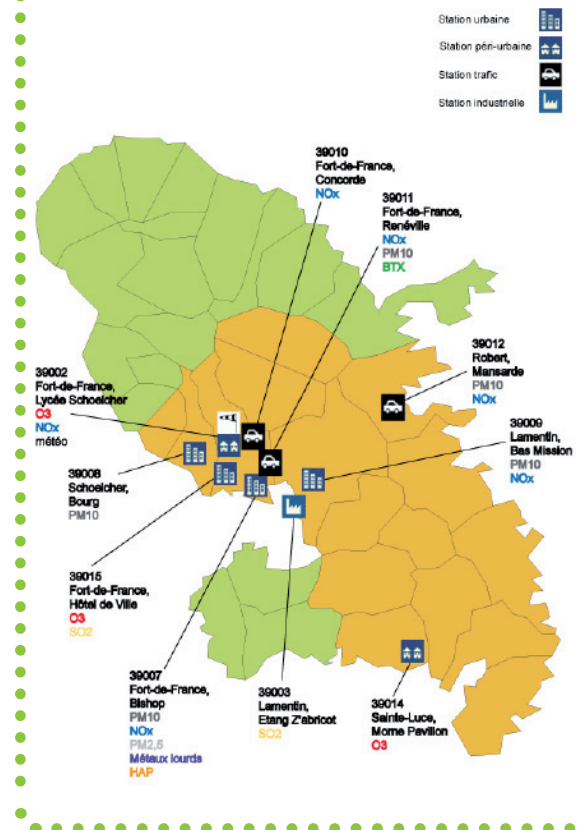 Station urbaine
Station péri-urbaine
Station trafic
Station industrielle
39010
Fort-de-France,
Concorde
NOx
39011
Fort-de-France,
Renéville
NOx
PM10
BTX
39012
Robert,
Mansarde
PM10
NOx
39002
Fort-de-France,
Lycée Schoelcher
O3
NOx
météo
39009
Lamentin,
Bas Mission
PM10
NOx
39008
Schoelcher,
Bourg
PM10
39015
Fort-de-France,
Hôtel de Ville
O3
SO2
39007
Fort-de-France,
Bishop
PM10
NOx
PM2,5
Métaux lourds
HAP
39003
Lamentin,
Etang Z'abricot
SO2
39014
Sainte-Luce,
Morne Pavillon
O3